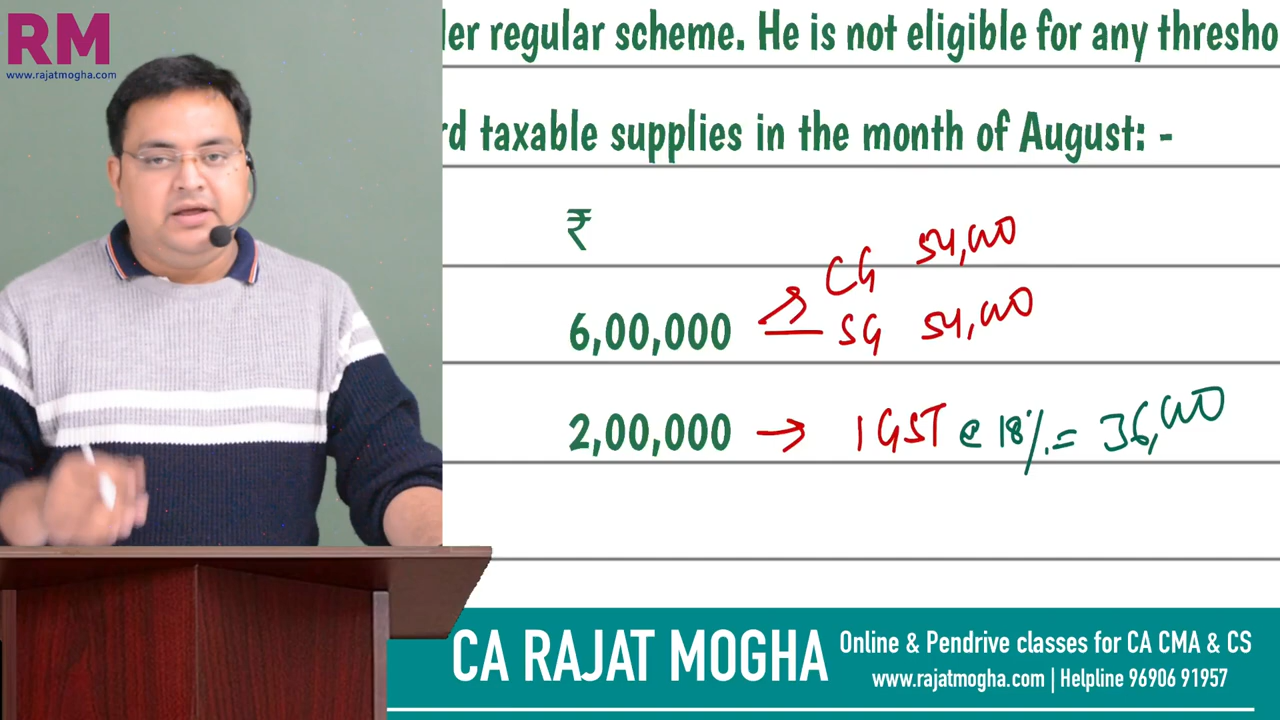 RM
www.rajatmogha.com
ler regular scheme. He is not eligible for any thresho
rd taxable supplies in the month of August: -
₹
CG 54,000
6,00,000
SG 54,000
2,00,000 → IGST @ 18% = 36,000
CA RAJAT MOGHA
Online & Pendrive classes for CA CMA & CS
www.rajatmogha.com | Helpline 96906 91957